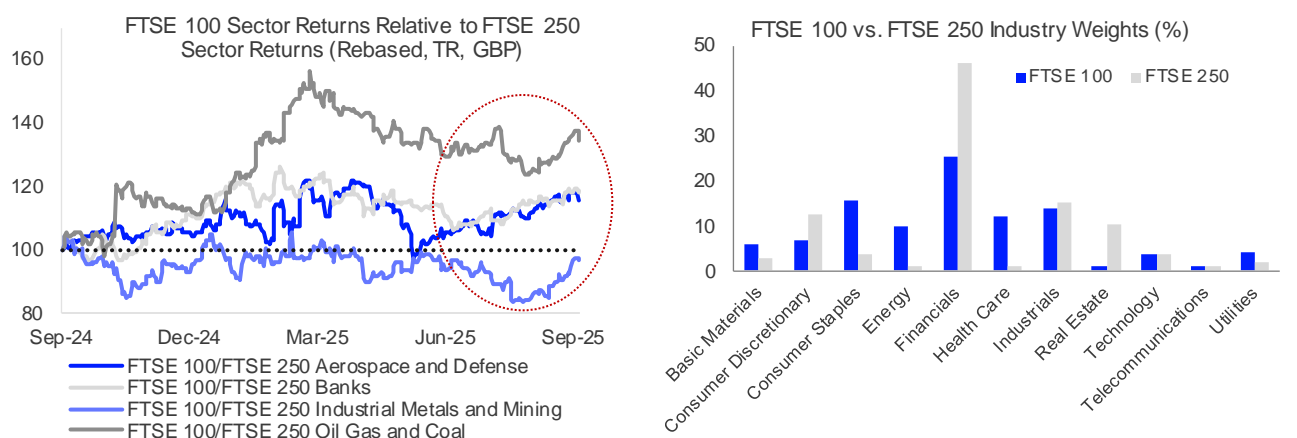 FTSE 100 Sector Returns Relative to FTSE 250
Sector Returns (Rebased, TR, GBP)
160
140
120
100
80
Sep-24
Dec-24
Mar-25
Jun-25
Sep-25
FTSE 100/FTSE 250 Aerospace and Defense
FTSE 100/FTSE 250 Banks
FTSE 100/FTSE 250 Industrial Metals and Mining
FTSE 100/FTSE 250 Oil Gas and Coal
FTSE 100 vs. FTSE 250 Industry Weights (%)
FTSE 100
FTSE 250
50
40
30
20
10
0
Basic Materials
Consumer Discretionary
Consumer Staples
Energy
Financials
Health Care
Industrials
Real Estate
Technology
Telecommunications
Utilities